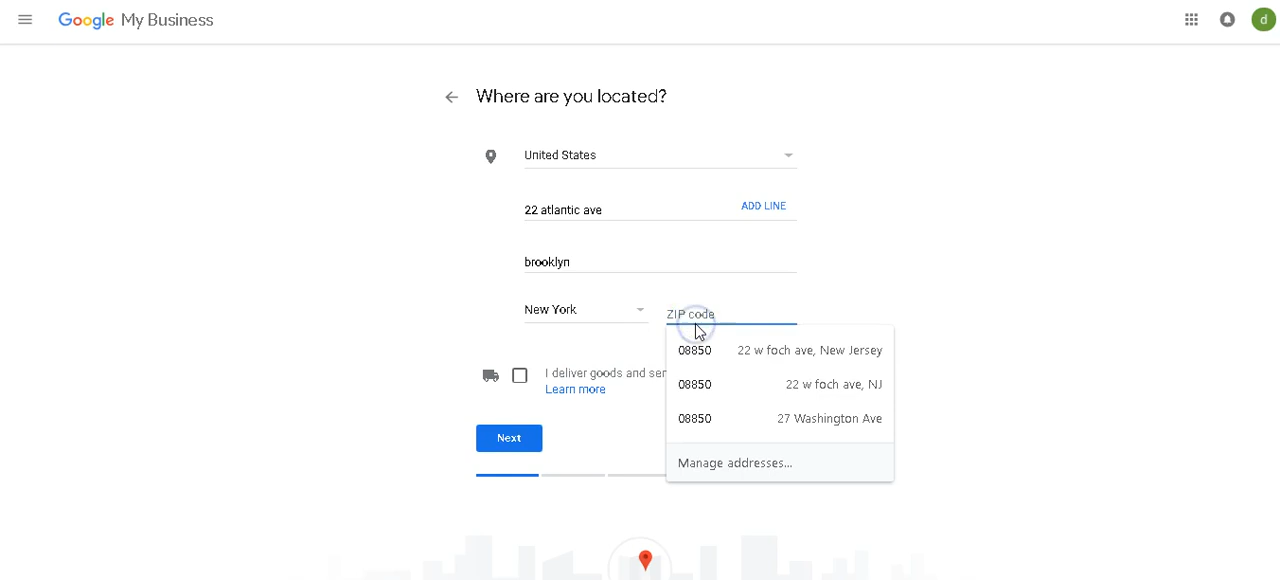 Google My Business
d
Where are you located?
United States
22 atlantic ave
ADD LINE
brooklyn
New York
ZIP code
08850 22 w foch ave, New Jersey
08850 22 w foch ave, NJ
08850 27 Washington Ave
Manage addresses...
I deliver goods and ser
Learn more
Next